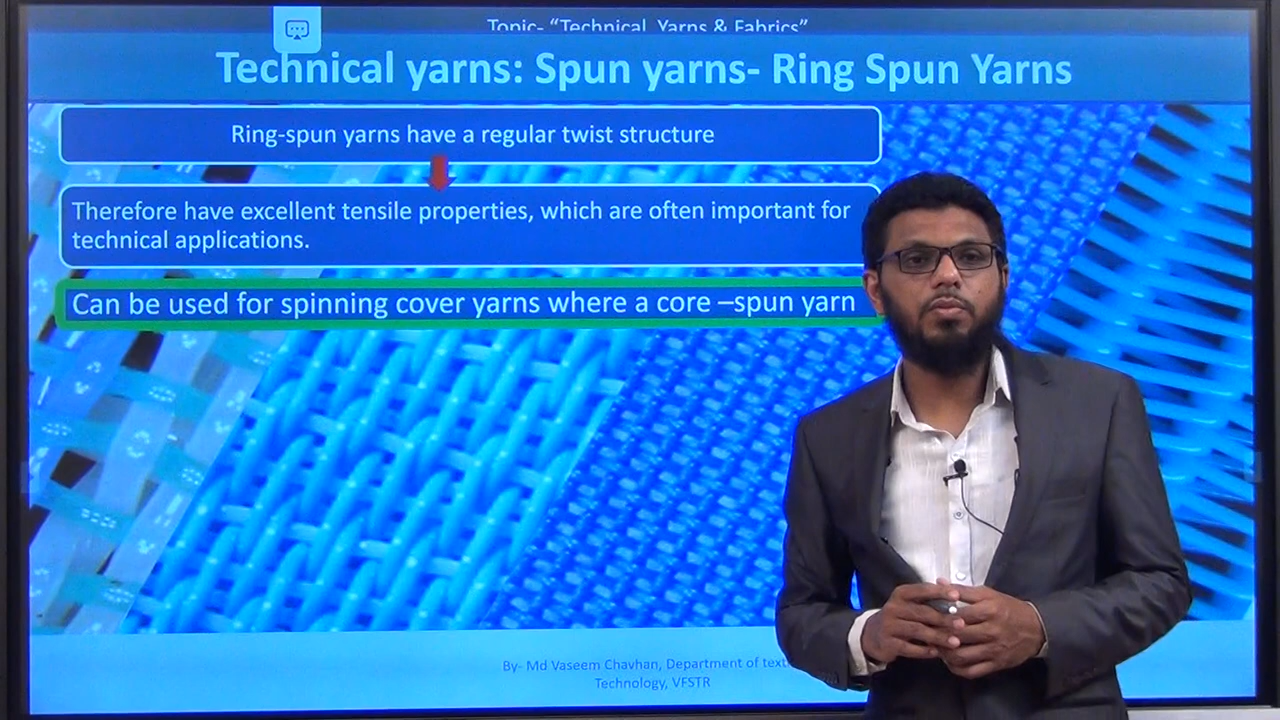 Topic- “Technical Yarns & Fabrics”
Technical yarns: Spun yarns- Ring Spun Yarns
Ring-spun yarns have a regular twist structure
Therefore have excellent tensile properties, which are often important for
technical applications.
Can be used for spinning cover yarns where a core –spun yarn
By- Md Vaseem Chavhan, Department of
Technology, VFSTR